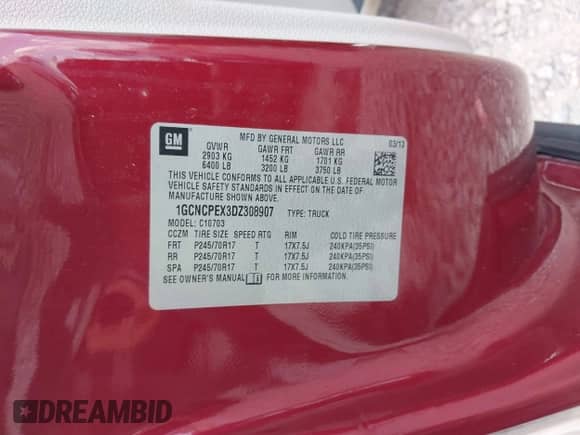 GM
MFD BY GENERAL MOTORS LLC 03/13
GVWR GAWR FRT GAWR RR
2903 KG 1452 KG 1701 KG
6400 LB 3200 LB 3750 LB
THIS VEHICLE CONFORMS TO ALL APPLICABLE U.S. FEDERAL MOTOR
VEHICLE SAFETY STANDARDS IN EFFECT ON THE DATE OF
MANUFACTURE SHOWN ABOVE.
1GCNCPEX3DZ308907 TYPE: TRUCK
MODEL: C10703
CCZM TIRE SIZE SPEED RTG RIM COLD TIRE PRESSURE
FRT P245/70R17 T 17X7.5J 240KPA(35PSI)
RR P245/70R17 T 17X7.5J 240KPA(35PSI)
SPA P245/70R17 T 17X7.5J 240KPA(35PSI)
SEE OWNER'S MANUAL FOR MORE INFORMATION.
DREAMBID